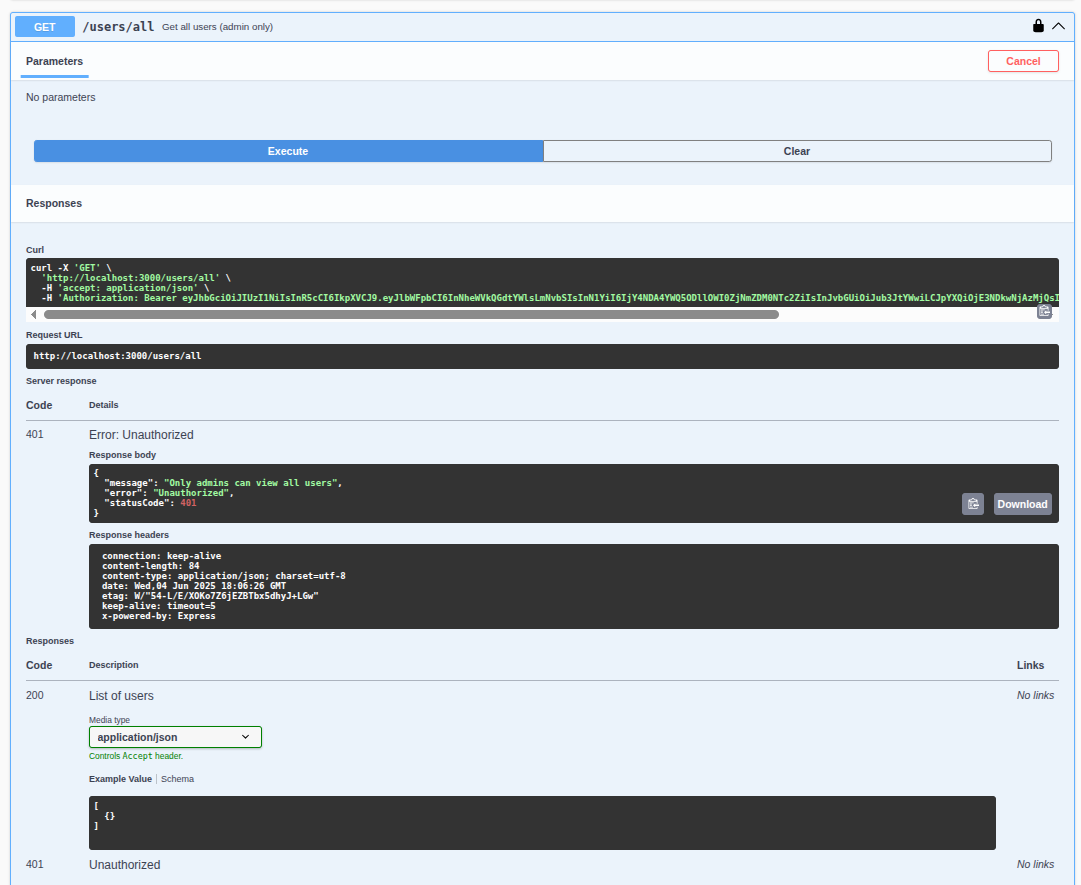 GET /users/all Get all users (admin only)
Parameters
Cancel
No parameters
Execute
Clear
Responses
Curl
curl -X 'GET' \
'http://localhost:3000/users/all' \
-H 'accept: application/json' \
Request URL
http://localhost:3000/users/all
Server response
Code Details
401 Error: Unauthorized
Response body
{
"message": "Only admins can view all users",
"error": "Unauthorized",
"statusCode": 401
}
Download
Response headers
connection: keep-alive
content-length: 84
content-type: application/json; charset=utf-8
date: Wed,04 Jun 2025 18:06:26 GMT
etag: W/"54-L/E/XOKo7Z6jEZBTbx5dhyJ+LGw"
keep-alive: timeout=5
x-powered-by: Express
Responses
Code Description Links
200 List of users No links
Media type
application/json
Controls Accept header.
Example Value Schema
[
{}
]
401 Unauthorized No links